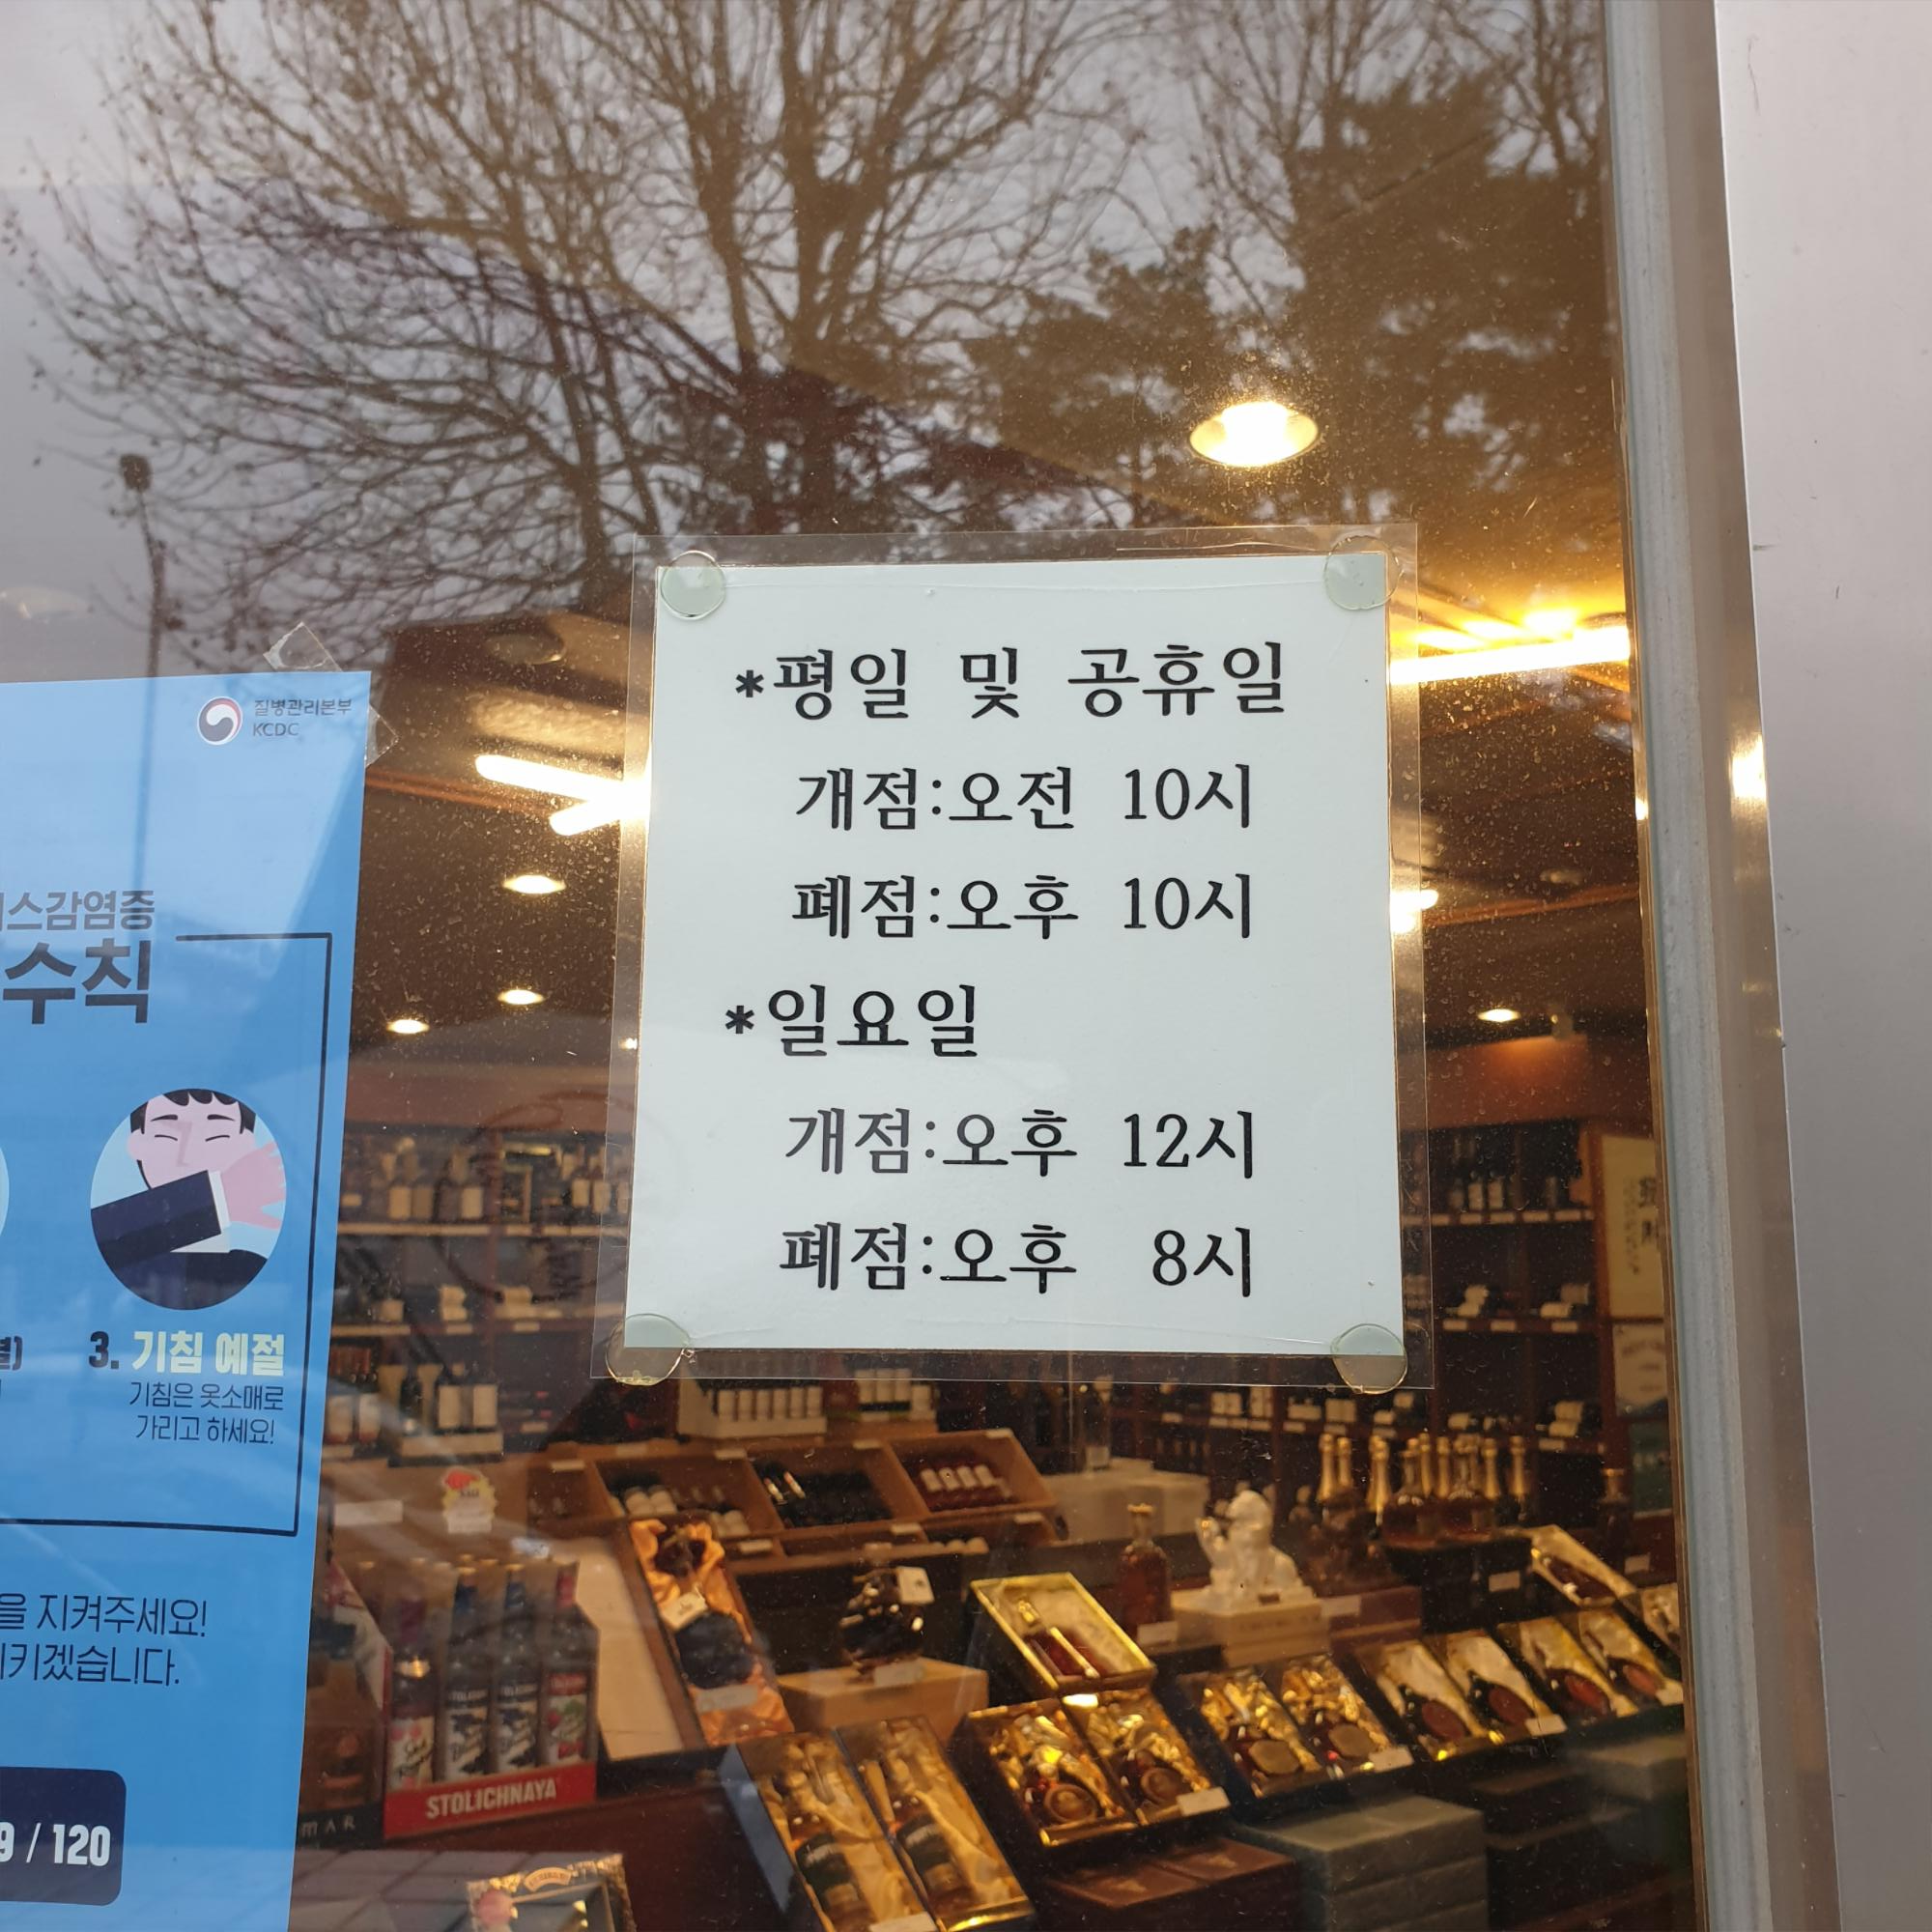 *평일 및 공휴일
개점:오전 10시
폐점:오후 10시
*일요일
개점:오후 12시
폐점:오후 8시
질병관리본부
KCDC
스감염증
수칙
3. 기침 예절
기침은 옷소매로
가리고 하세요!
을 지켜주세요!
키겠습니다.
9 / 120
STOLICHNAYA